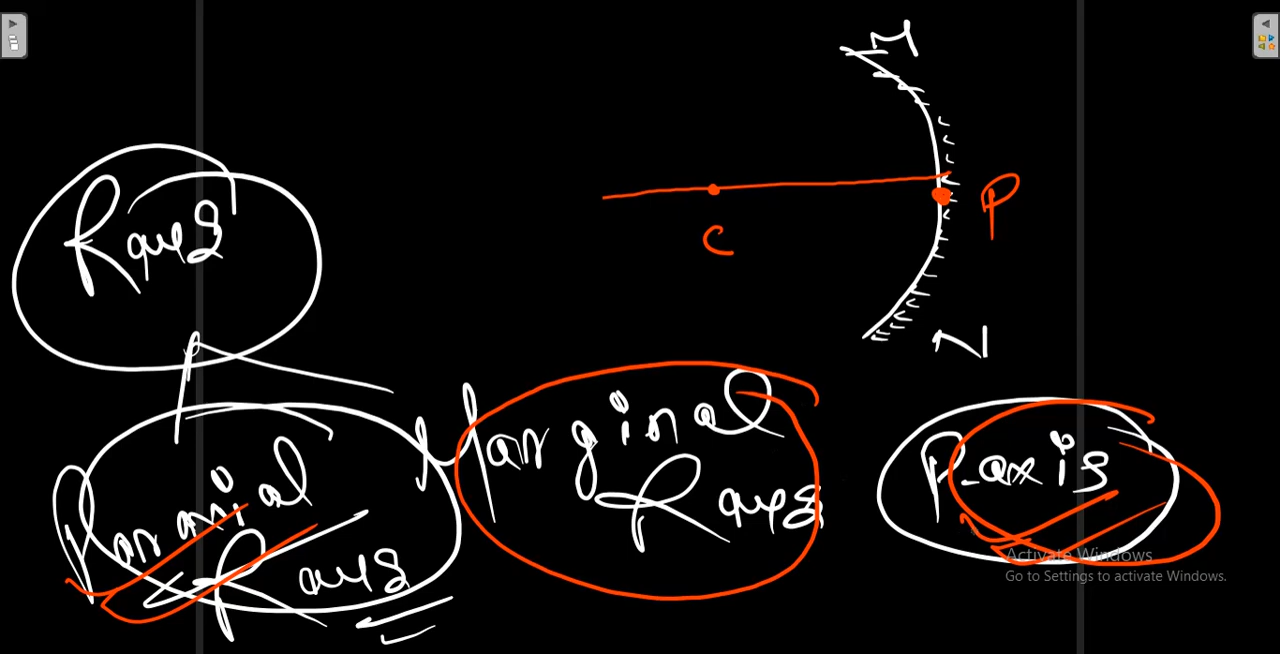 M
Rays
P
C
N
Marginal
Rays
P.axis
Paraxial
Rays
Activate Windows
Go to Settings to activate Windows.